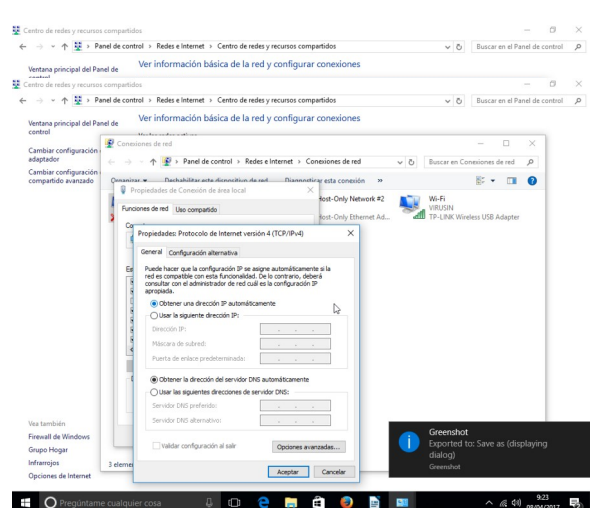 Centro de redes y recursos compartidos
Panel de control > Redes e Internet > Centro de redes y recursos compartidos
Buscar en el Panel de control
Ventana principal del Panel de
Ver información básica de la red y configurar conexiones
Centro de redes y recursos compartidos
Panel de control > Redes e Internet > Centro de redes y recursos compartidos
Buscar en el Panel de control
Ventana principal del Panel de control
Ver información básica de la red y configurar conexiones
Cambiar configuración
adaptador
Cambiar configuración
compartido avanzado
Conexiones de red
Panel de control > Redes e Internet > Conexiones de red
Buscar en Conexiones de red
Organizar
Deshabilitar este dispositivo de red
Diagnosticar esta conexión
»
Host-Only Network #2
Host-Only Ethernet Ad...
Wi-Fi
VIRUSIN
TP-LINK Wireless USB Adapter
Propiedades de Conexión de área local
Funciones de red
Uso compartido
Propiedades: Protocolo de Internet versión 4 (TCP/IPv4)
General
Configuración alternativa
Puede hacer que la configuración IP se asigne automáticamente si la
red es compatible con esta funcionalidad. De lo contrario, deberá
consultar con el administrador de red cuál es la configuración IP
apropiada.
Obtener una dirección IP automáticamente
Usar la siguiente dirección IP:
Dirección IP:
Máscara de subred:
Puerta de enlace predeterminada:
Obtener la dirección del servidor DNS automáticamente
Usar las siguientes direcciones de servidor DNS:
Servidor DNS preferido:
Servidor DNS alternativo:
Validar configuración al salir
Opciones avanzadas...
Aceptar
Cancelar
Vea también
Firewall de Windows
Grupo Hogar
Infrarrojos
Opciones de Internet
3 eleme
Greenshot
Exported to: Save as (displaying
dialog)
Greenshot
Pregúntame cualquier cosa
9:23
08/04/2017